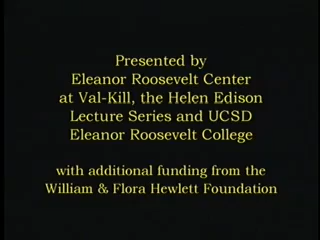 Presented by
Eleanor Roosevelt Center
at Val-Kill, the Helen Edison
Lecture Series and UCSD
Eleanor Roosevelt College
with additional funding from the
William & Flora Hewlett Foundation